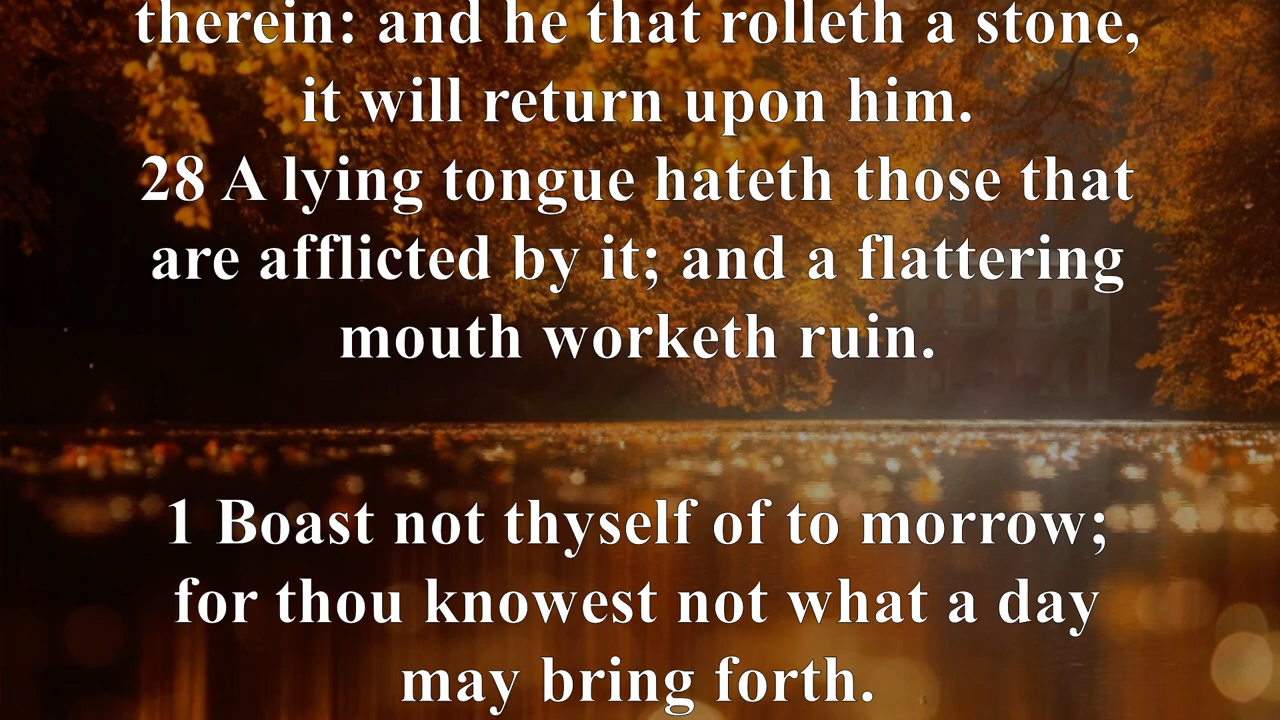 therein: and he that rolleth a stone,
it will return upon him.
28 A lying tongue hateth those that
are afflicted by it; and a flattering
mouth worketh ruin.
1 Boast not thyself of to morrow;
for thou knowest not what a day
may bring forth.